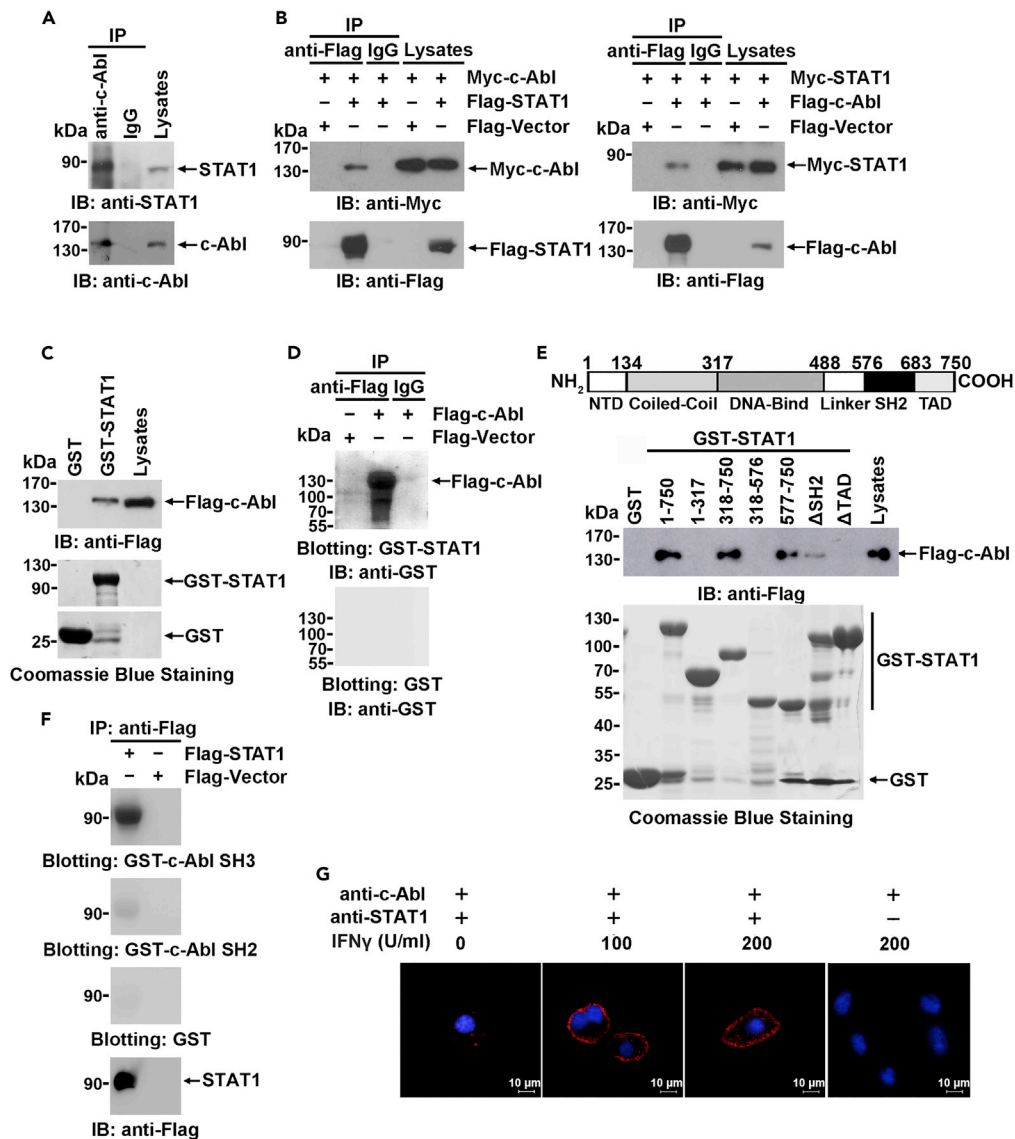 A
IP
anti-c-Abl
IgG
Lysates
kDa
90-
STAT1
IB: anti-STAT1
170-
130-
c-Abl
IB: anti-c-Abl
B
IP
anti-Flag IgG Lysates
+ + + + + Myc-c-Abl
- + + - + Flag-STAT1
+ - - + - Flag-Vector
kDa
170-
130-
Myc-c-Abl
IB: anti-Myc
90-
Flag-STAT1
IB: anti-Flag
IP
anti-Flag IgG Lysates
+ + + + + Myc-STAT1
- + + - + Flag-c-Abl
+ - - + - Flag-Vector
kDa
90-
Myc-STAT1
IB: anti-Myc
170-
130-
Flag-c-Abl
IB: anti-Flag
C
GST
GST-STAT1
Lysates
kDa
170-
130-
Flag-c-Abl
IB: anti-Flag
130-
90-
GST-STAT1
25-
GST
Coomassie Blue Staining
D
IP
anti-Flag IgG
- + + Flag-c-Abl
+ - - Flag-Vector
kDa
130-
100-
70-
55-
Flag-c-Abl
Blotting: GST-STAT1
IB: anti-GST
130-
100-
70-
55-
Blotting: GST
IB: anti-GST
E
1 134 317 488 576 683 750
NH2 COOH
NTD Coiled-Coil DNA-Bind Linker SH2 TAD
GST-STAT1
GST
1-750
1-317
318-750
318-576
577-750
ΔSH2
ΔTAD
Lysates
kDa
170-
130-
Flag-c-Abl
IB: anti-Flag
130-
100-
70-
55-
40-
35-
25-
GST-STAT1
GST
Coomassie Blue Staining
F
IP: anti-Flag
+ - Flag-STAT1
- + Flag-Vector
kDa
90-
Blotting: GST-c-Abl SH3
90-
Blotting: GST-c-Abl SH2
90-
Blotting: GST
90-
STAT1
IB: anti-Flag
G
anti-c-Abl + + + +
anti-STAT1 + + + -
IFNγ (U/ml) 0 100 200 200
10 µm
10 µm
10 µm
10 µm